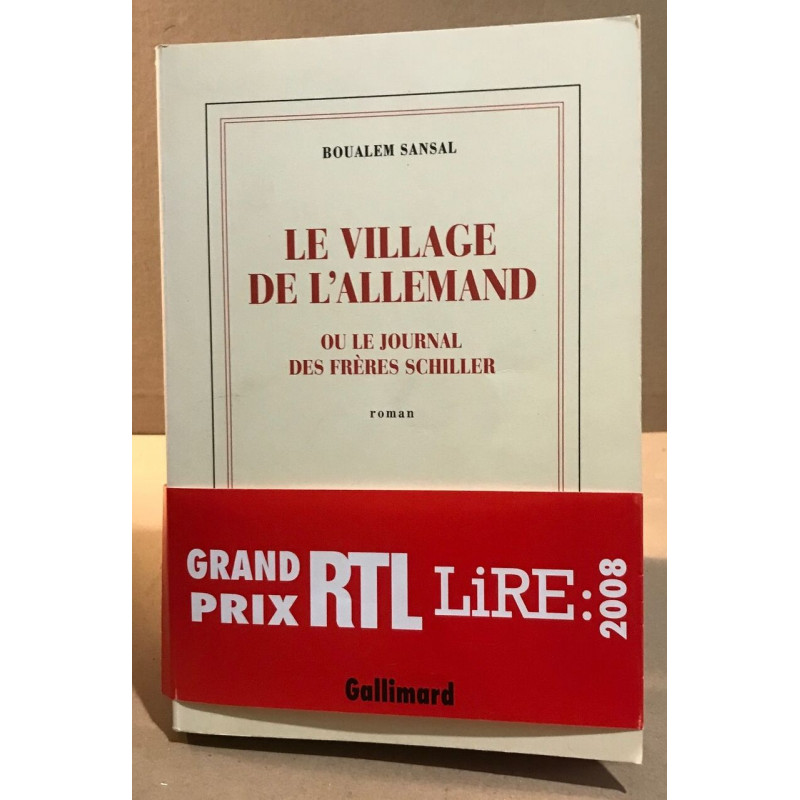 BOUALEM SANSAL
LE VILLAGE
DE L'ALLEMAND
OU LE JOURNAL
DES FRÈRES SCHILLER
roman
GRAND
PRIX
RTL
LiRE:
2008
Gallimard